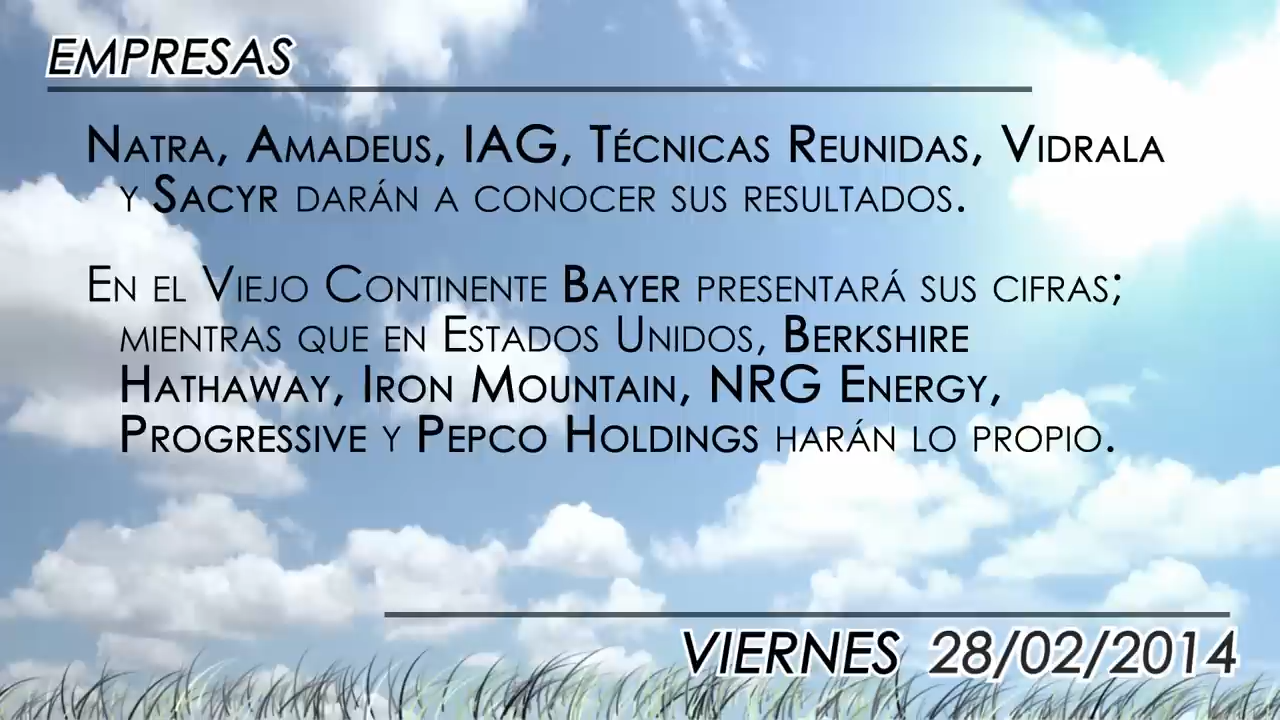 EMPRESAS
Natra, Amadeus, IAG, Técnicas Reunidas, Vidrala
y Sacyr darán a conocer sus resultados.
En el Viejo Continente Bayer presentará sus cifras;
mientras que en Estados Unidos, Berkshire
Hathaway, Iron Mountain, NRG Energy,
Progressive y Pepco Holdings harán lo propio.
VIERNES 28/02/2014